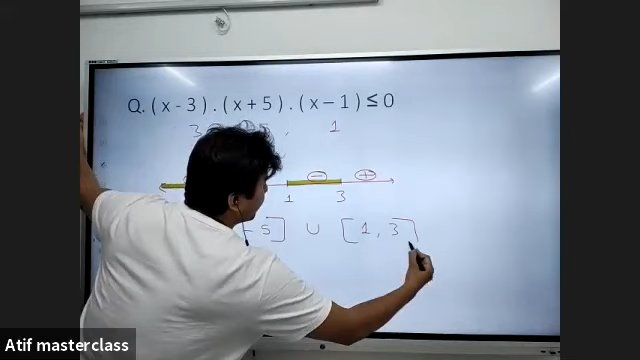 Q. (x - 3) . (x + 5) . (x - 1) ≤ 0
3 , 1
− +
1 3
- 5] ∪ [1, 3]
Atif masterclass